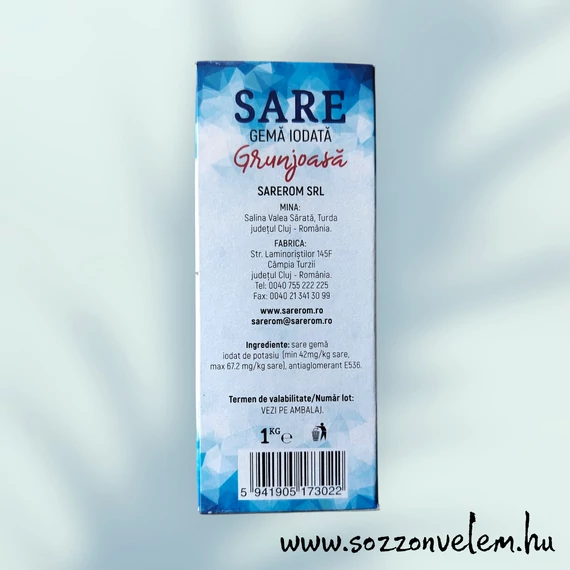 SARE
GEMĂ IODATĂ
Grunjoasă
SAREROM SRL
MINA:
Salina Valea Sărată, Turda
județul Cluj - România.
FABRICA:
Str. Laminoriștilor 145F
Câmpia Turzii
județul Cluj - România.
Tel: 0040 755 222 225
Fax: 0040 21 341 30 99
www.sarerom.ro
sarerom@sarerom.ro
Ingrediente: sare gemă
iodat de potasiu (min 42mg/kg sare,
max 67.2 mg/kg sare), antiaglomerant E536.
Termen de valabilitate/Număr lot:
VEZI PE AMBALAJ.
1KG e
5 941905 173022
www.sozzonvelem.hu